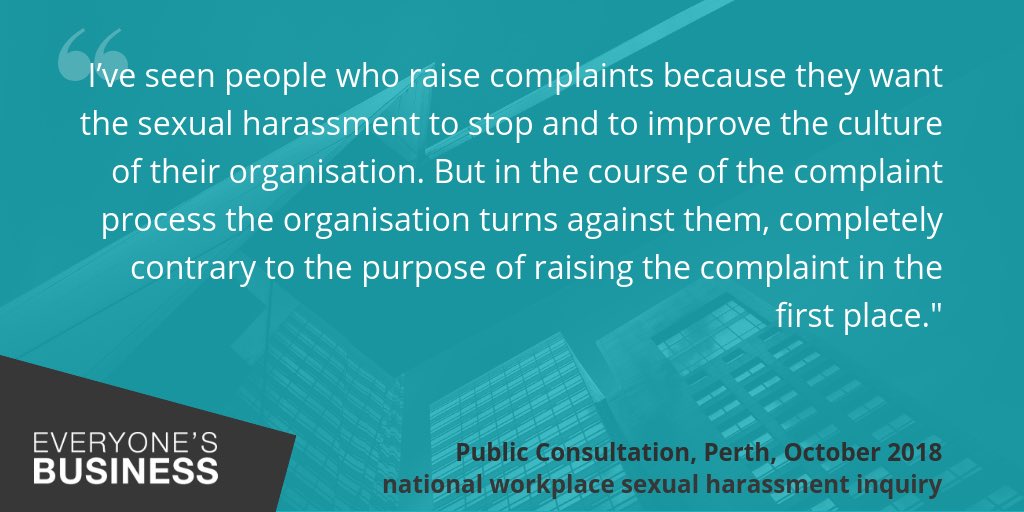 “
I’ve seen people who raise complaints because they want
the sexual harassment to stop and to improve the culture
of their organisation. But in the course of the complaint
process the organisation turns against them, completely
contrary to the purpose of raising the complaint in the
first place."
EVERYONE’S
BUSINESS
Public Consultation, Perth, October 2018
national workplace sexual harassment inquiry